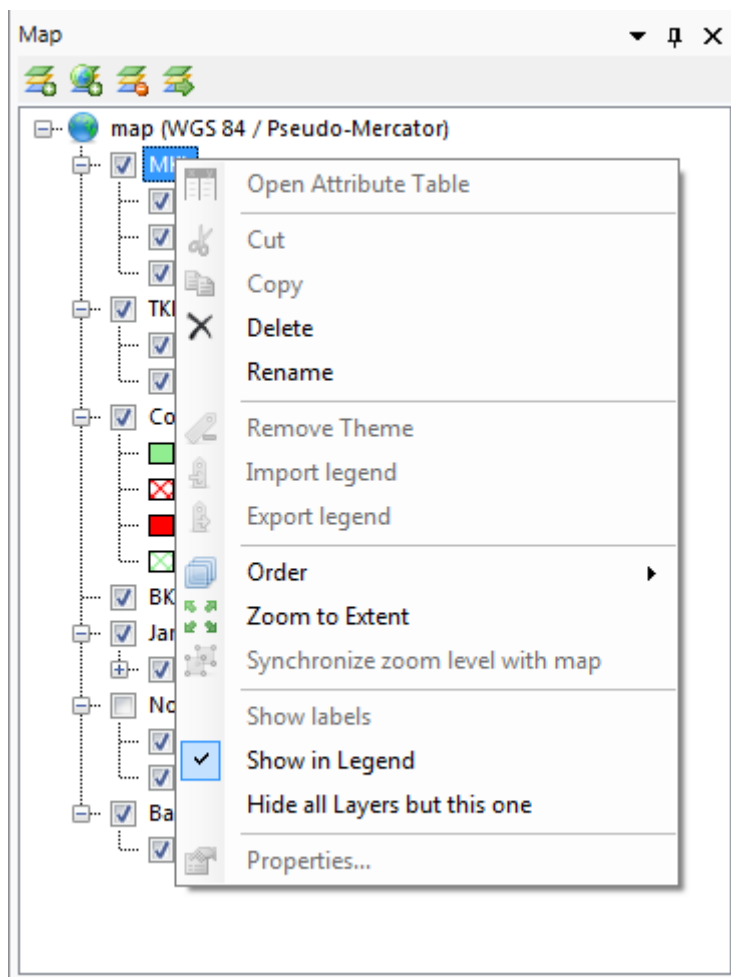 Map
map (WGS 84 / Pseudo-Mercator)
Open Attribute Table
Cut
Copy
Delete
Rename
Remove Theme
Import legend
Export legend
Order
Zoom to Extent
Synchronize zoom level with map
Show labels
Show in Legend
Hide all Layers but this one
Properties...